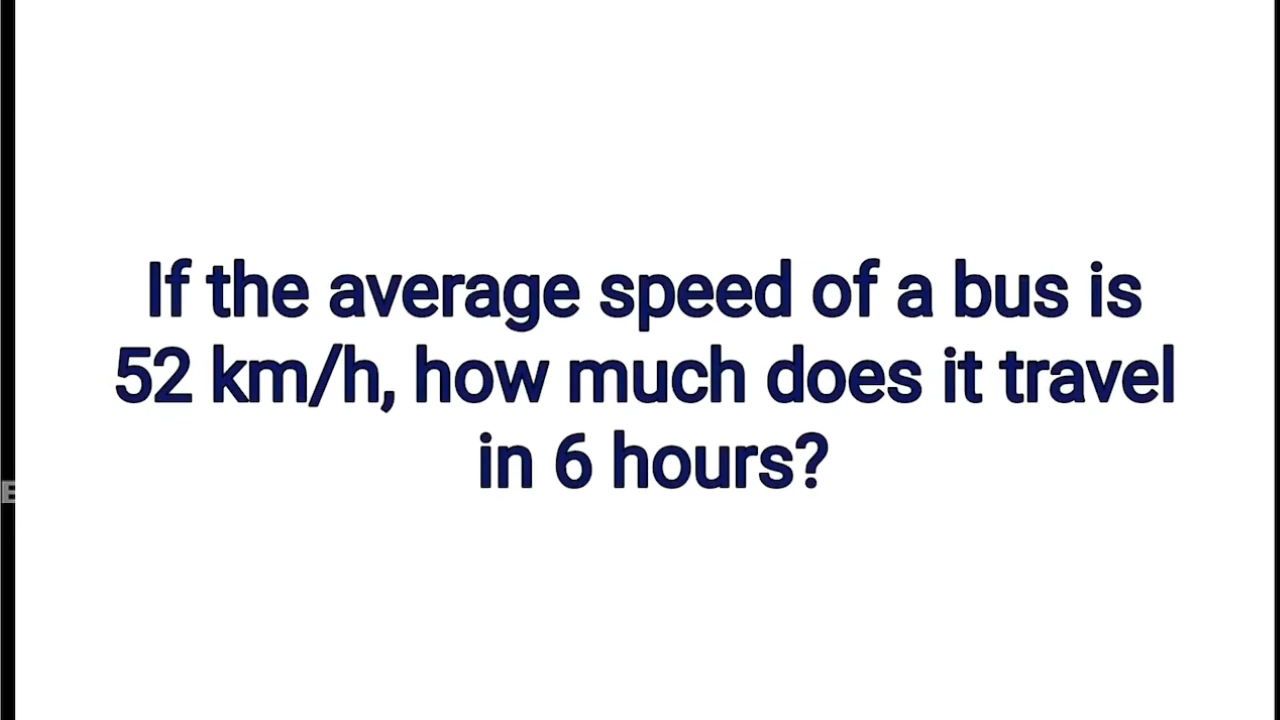 If the average speed of a bus is
52 km/h, how much does it travel
in 6 hours?